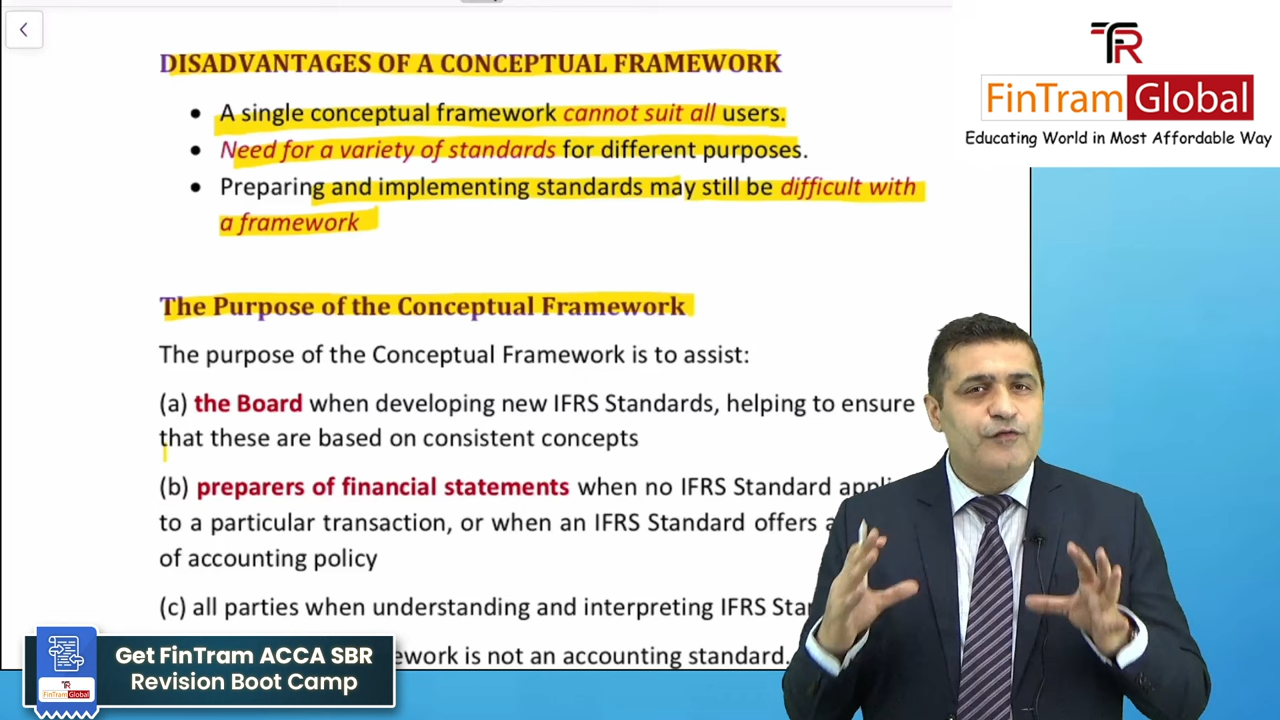 DISADVANTAGES OF A CONCEPTUAL FRAMEWORK
• A single conceptual framework cannot suit all users.
• Need for a variety of standards for different purposes.
• Preparing and implementing standards may still be difficult with
a framework
The Purpose of the Conceptual Framework
The purpose of the Conceptual Framework is to assist:
(a) the Board when developing new IFRS Standards, helping to ensure
that these are based on consistent concepts
(b) preparers of financial statements when no IFRS Standard
to a particular transaction, or when an IFRS Standard offers
of accounting policy
(c) all parties when understanding and interpreting IFRS
is not an accounting standard.
FinTram Global
Educating World in Most Affordable Way
Get FinTram ACCA SBR
Revision Boot Camp
FinTram Global